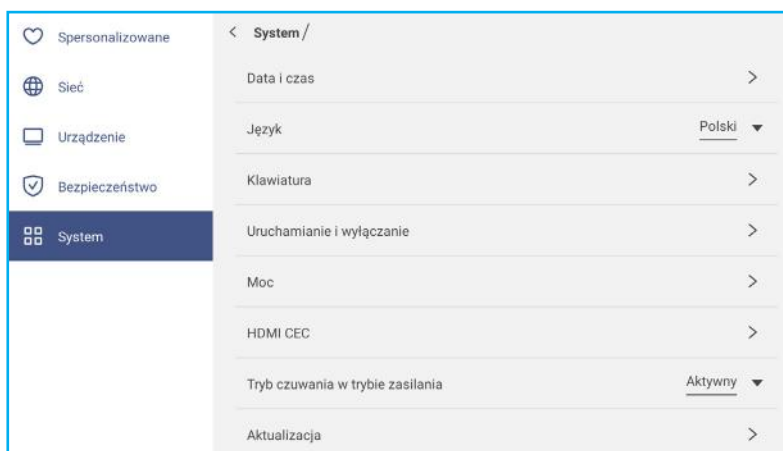 Spersonalizowane
Sieć
Urządzenie
Bezpieczeństwo
System
System/
Data i czas
Język Polski
Klawiatura
Uruchamianie i wyłączanie
Moc
HDMI CEC
Tryb czuwania w trybie zasilania Aktywny
Aktualizacja